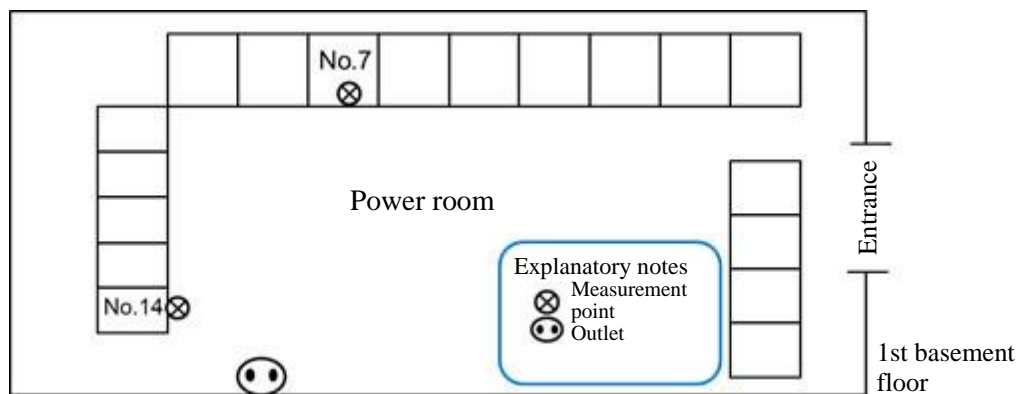 No.7
Power room
Entrance
Explanatory notes
Measurement
point
Outlet
No.14
1st basement
floor